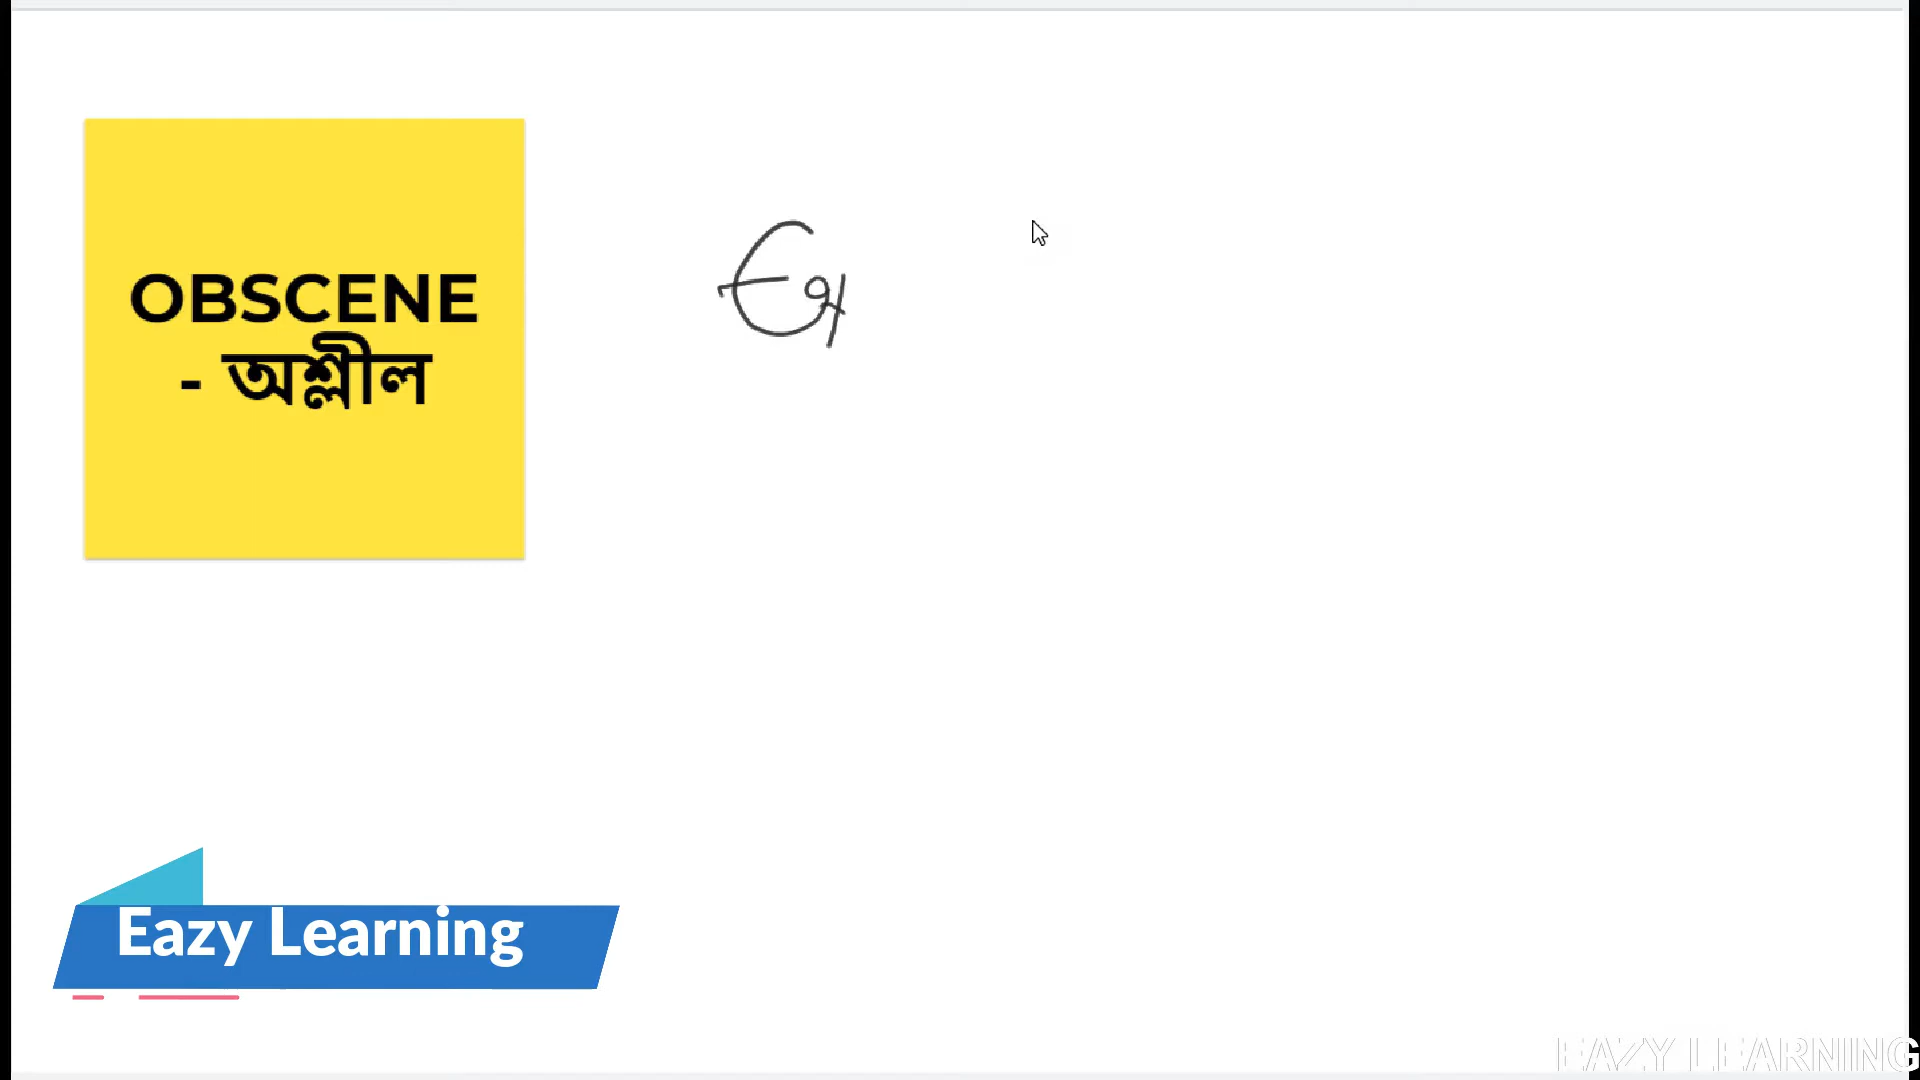 OBSCENE
- অশ্লীল
Eazy Learning
EAZY LEARNING